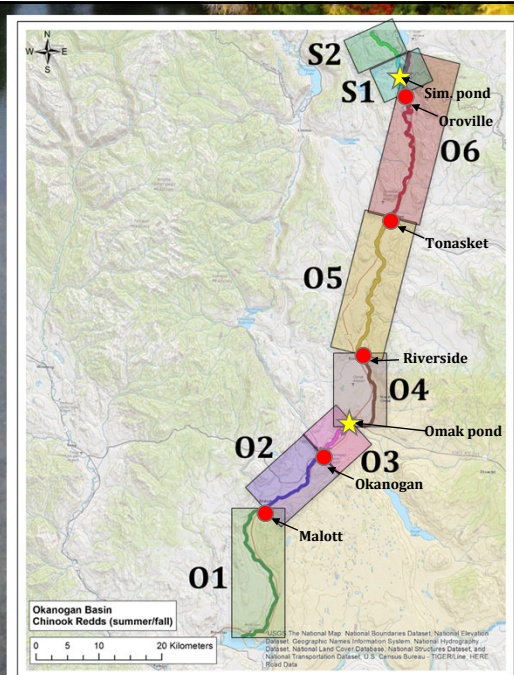 N
W E
S
S2
S1
Sim. pond
Oroville
O6
Tonasket
O5
Riverside
O4
Omak pond
O2
O3
Okanogan
Malott
O1
Okanogan Basin
Chinook Redds (summer/fall)
0 5 10 20 Kilometers
USGS The National Map: National Boundaries Dataset, National Elevation
Dataset, Geographic Names Information System, National Hydrography
Dataset, National Land Cover Database, National Structures Dataset, and
National Transportation Dataset; U.S. Census Bureau - TIGER/Line; HERE
Road Data